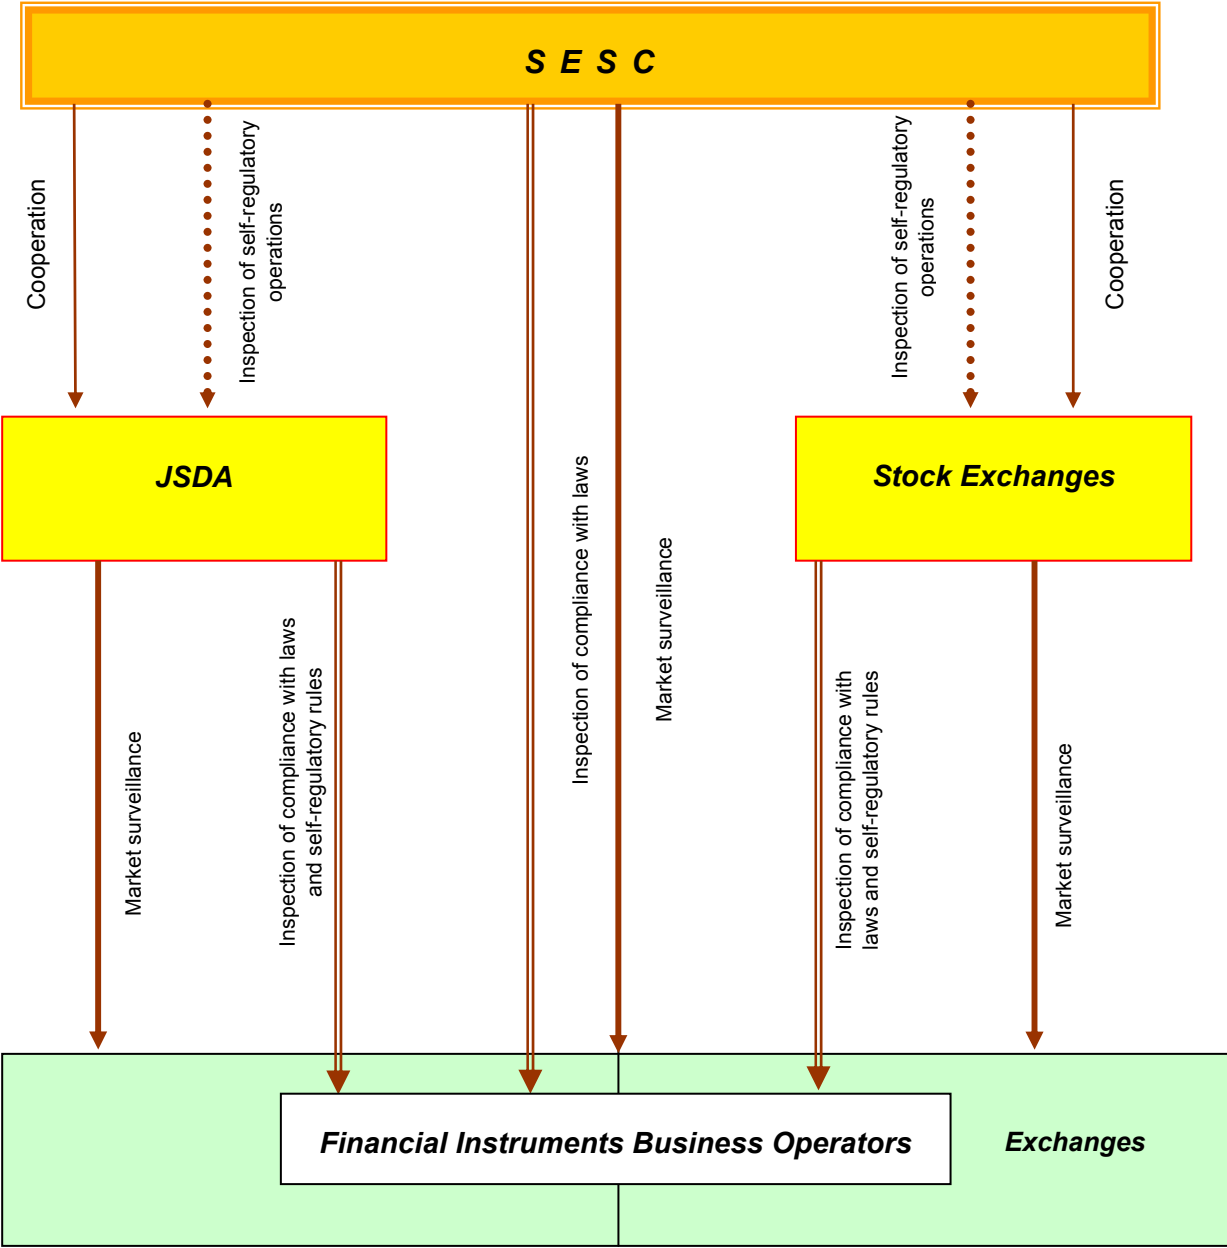 S E S C
Cooperation
Inspection of self-regulatory
operations
Inspection of self-regulatory
operations
Cooperation
JSDA
Stock Exchanges
Inspection of compliance with laws
Market surveillance
Market surveillance
Inspection of compliance with laws
and self-regulatory rules
Inspection of compliance with
laws and self-regulatory rules
Market surveillance
Financial Instruments Business Operators
Exchanges